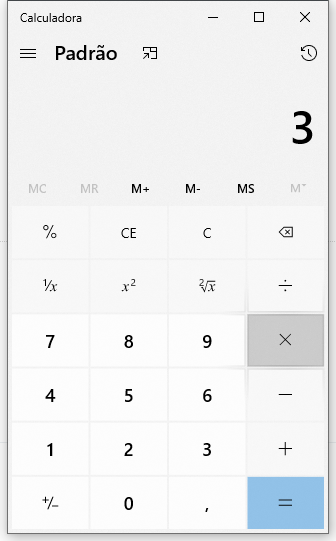 Calculadora
Padrão
3
MC MR M+ M- MS M˅
% CE C
¹/x x² ²√x ÷
7 8 9 ×
4 5 6 −
1 2 3 +
+/− 0 , =